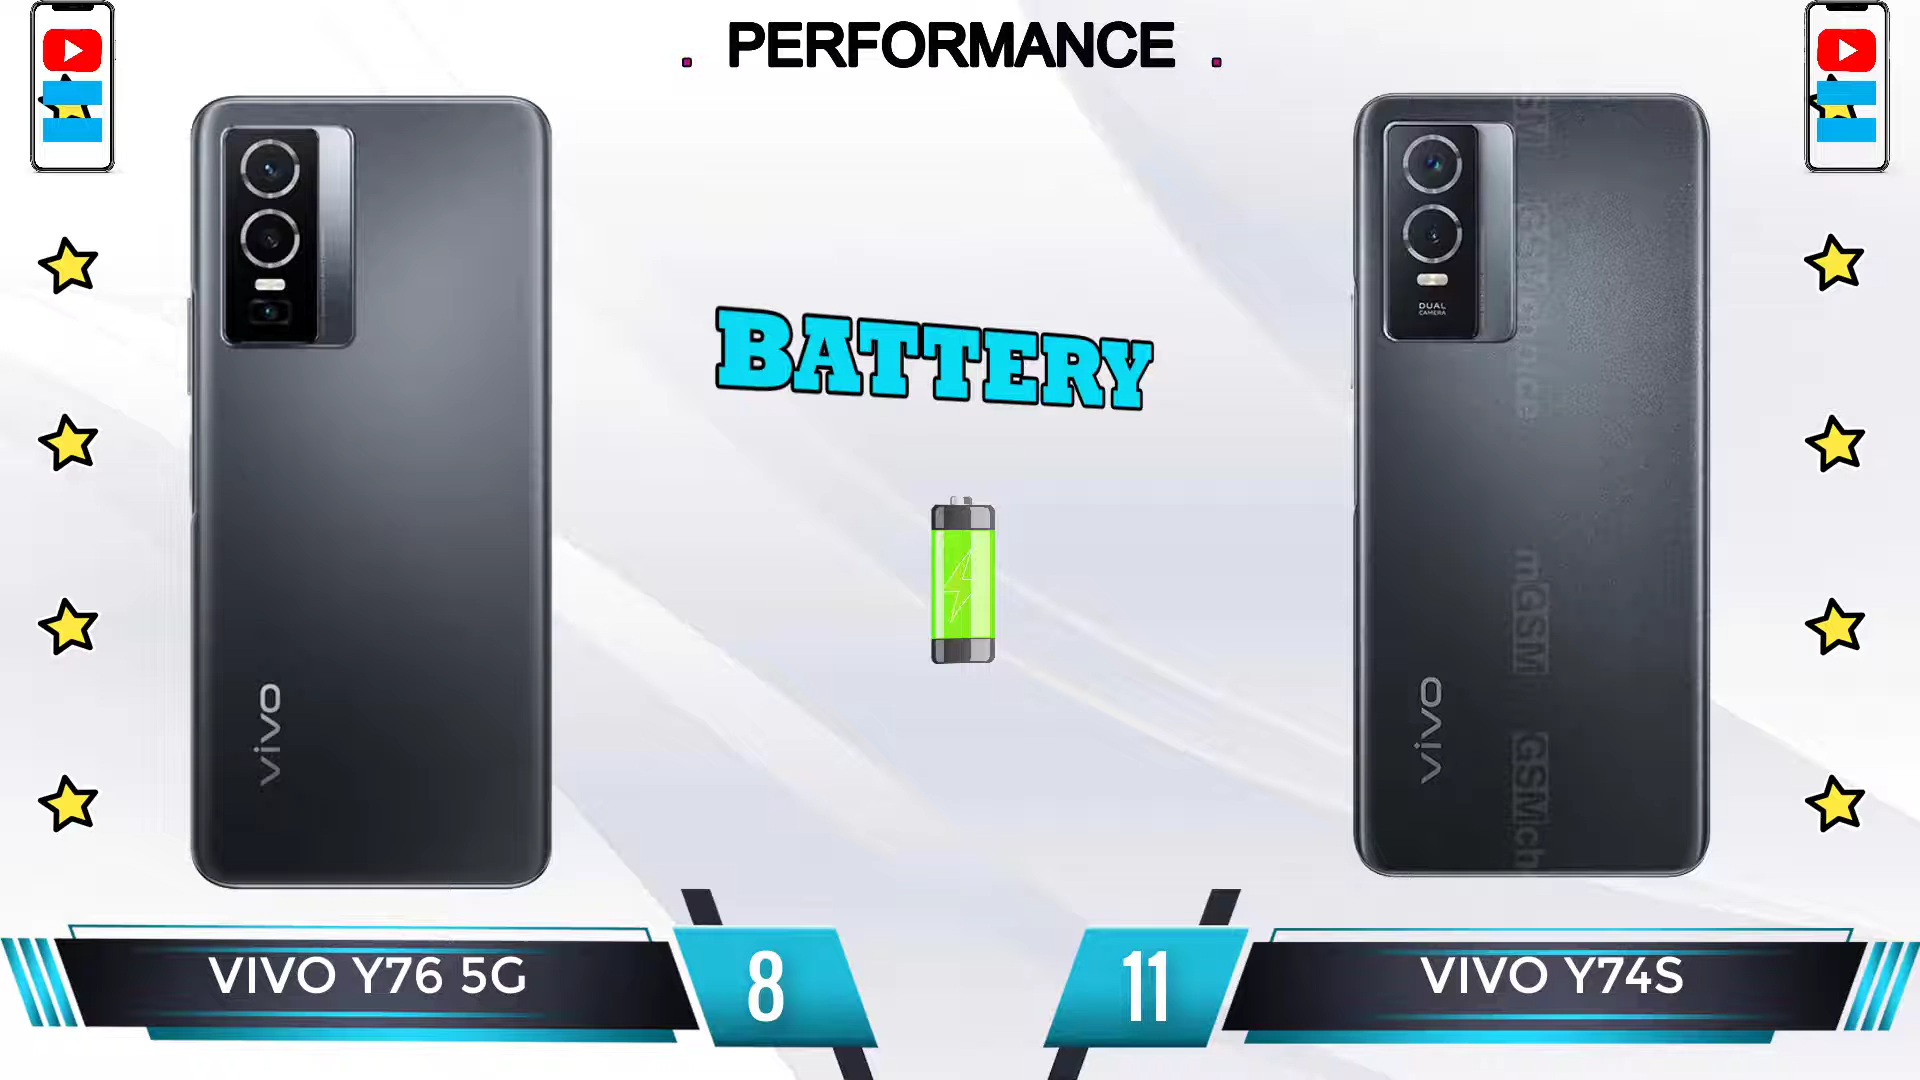 . PERFORMANCE .
BATTERY
DUAL
CAMERA
vivo
vivo
GSMch
VIVO Y76 5G
8
11
VIVO Y74S